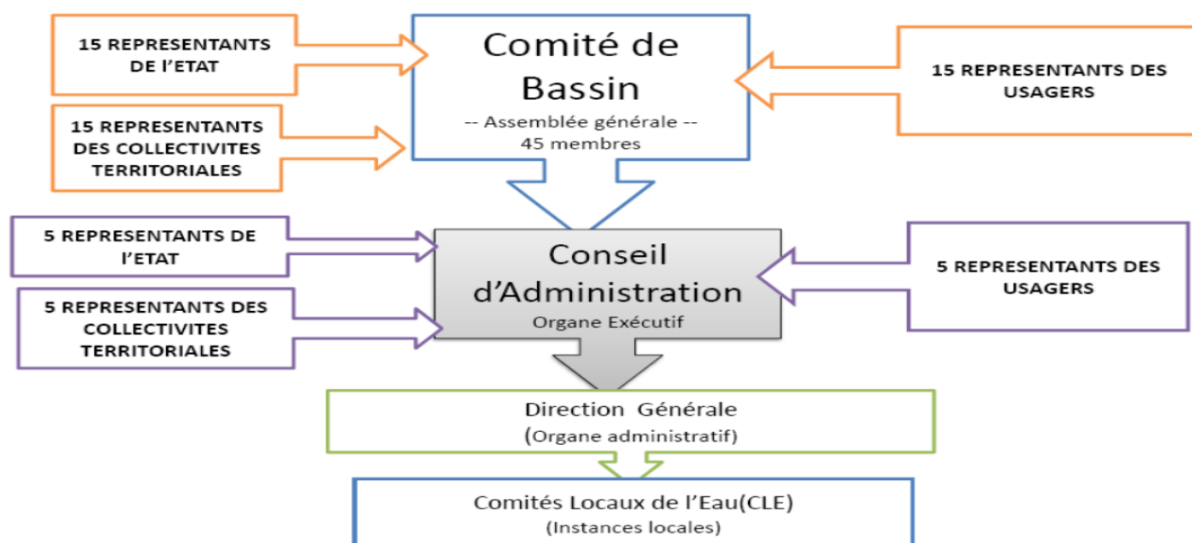 15 REPRESENTANTS
DE l’ETAT
Comité de
Bassin
-- Assemblée générale --
45 membres
15 REPRESENTANTS DES
USAGERS
15 REPRESENTANTS
DES COLLECTIVITES
TERRITORIALES
5 REPRESENTANTS DE
l’ETAT
Conseil
d’Administration
Organe Exécutif
5 REPRESENTANTS DES
USAGERS
5 REPRESENTANTS DES
COLLECTIVITES
TERRITORIALES
Direction Générale
(Organe administratif)
Comités Locaux de l’Eau(CLE)
(Instances locales)